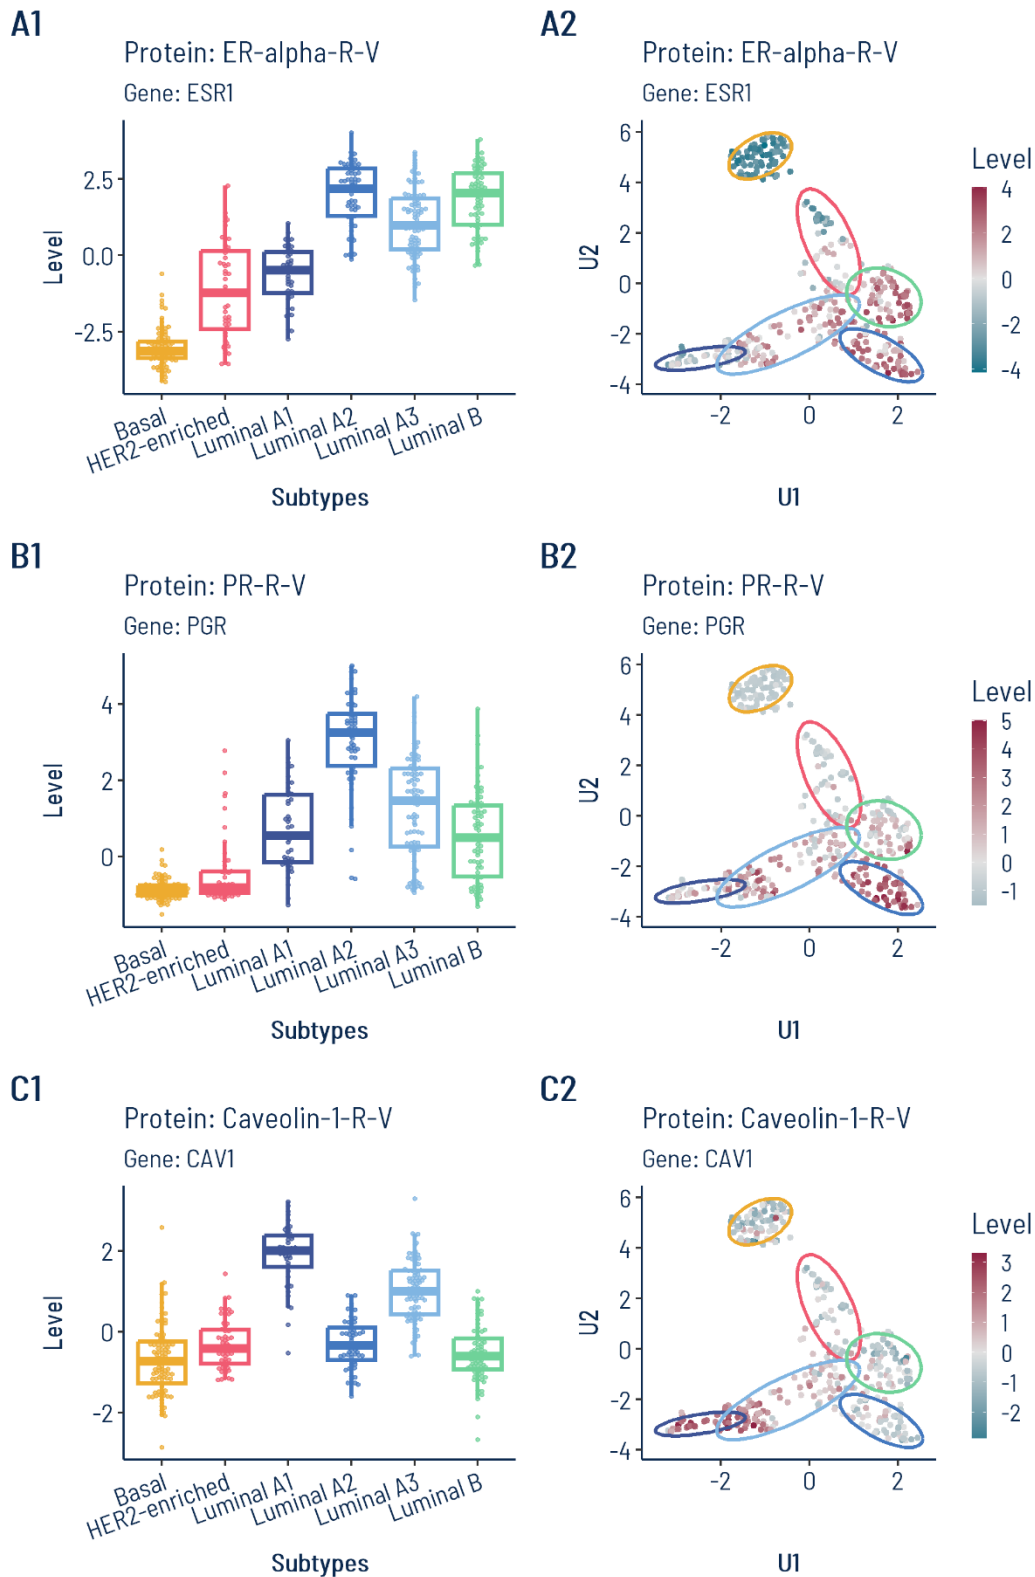 A1
Protein: ER-alpha-R-V
Gene: ESR1
Level
2.5
0.0
-2.5
Basal
HER2-enriched
Luminal A1
Luminal A2
Luminal A3
Luminal B
Subtypes
A2
Protein: ER-alpha-R-V
Gene: ESR1
U2
6
4
2
0
-2
-4
-2
0
2
U1
Level
4
2
0
-2
-4
B1
Protein: PR-R-V
Gene: PGR
Level
4
2
0
Basal
HER2-enriched
Luminal A1
Luminal A2
Luminal A3
Luminal B
Subtypes
B2
Protein: PR-R-V
Gene: PGR
U2
6
4
2
0
-2
-4
-2
0
2
U1
Level
5
4
3
2
1
0
-1
C1
Protein: Caveolin-1-R-V
Gene: CAV1
Level
2
0
-2
Basal
HER2-enriched
Luminal A1
Luminal A2
Luminal A3
Luminal B
Subtypes
C2
Protein: Caveolin-1-R-V
Gene: CAV1
U2
6
4
2
0
-2
-4
-2
0
2
U1
Level
3
2
1
0
-1
-2